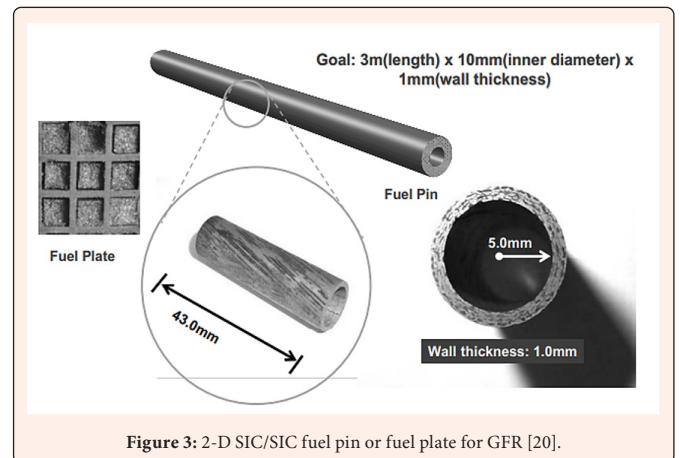 Goal: 3m(length) x 10mm(inner diameter) x
1mm(wall thickness)
Fuel Pin
Fuel Plate
5.0mm
43.0mm
Wall thickness: 1.0mm
Figure 3: 2-D SIC/SIC fuel pin or fuel plate for GFR [20].